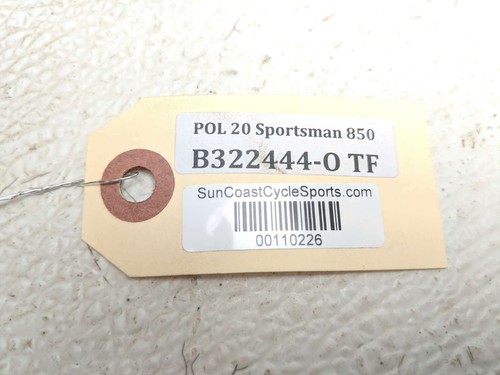 POL 20 Sportsman 850
B322444-O TF
SunCoastCycleSports.com
00110226